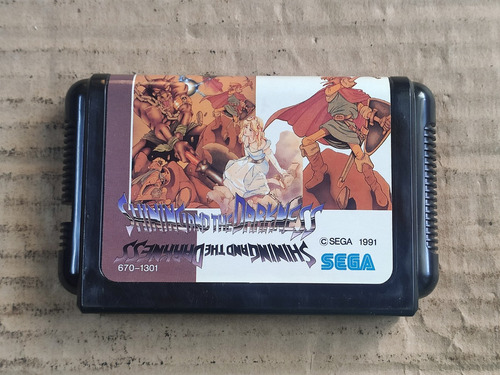 SHINING AND THE DARKNESS
SHINING AND THE DARKNESS
© SEGA 1991
670-1301
SEGA